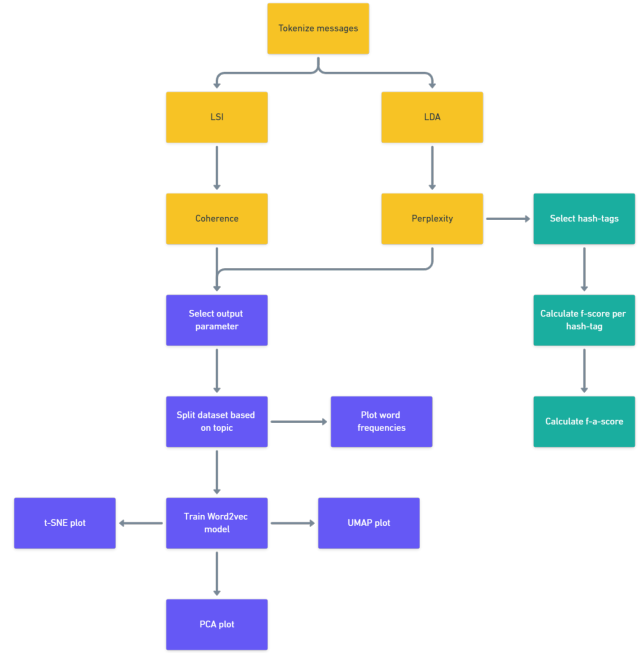 Tokenize messages
LSI
LDA
Coherence
Perplexity
Select hash-tags
Select output
parameter
Calculate f-score per
hash-tag
Split dataset based
on topic
Plot word
frequencies
Calculate f-a-score
t-SNE plot
Train Word2vec
model
UMAP plot
PCA plot